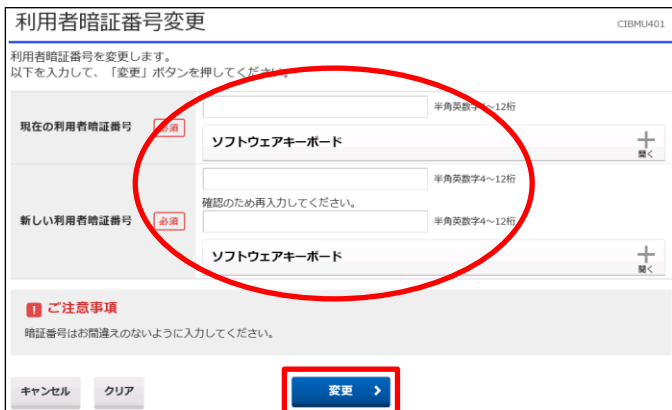 利用者暗証番号変更
CIBMU401
利用者暗証番号を変更します。
以下を入力して、「変更」ボタンを押してください。
半角英数字4～12桁
現在の利用者暗証番号 必須
ソフトウェアキーボード
開く
半角英数字4～12桁
確認のため再入力してください。
新しい利用者暗証番号 必須
半角英数字4～12桁
ソフトウェアキーボード
開く
ご注意事項
暗証番号はお間違えのないように入力してください。
キャンセル クリア 変更